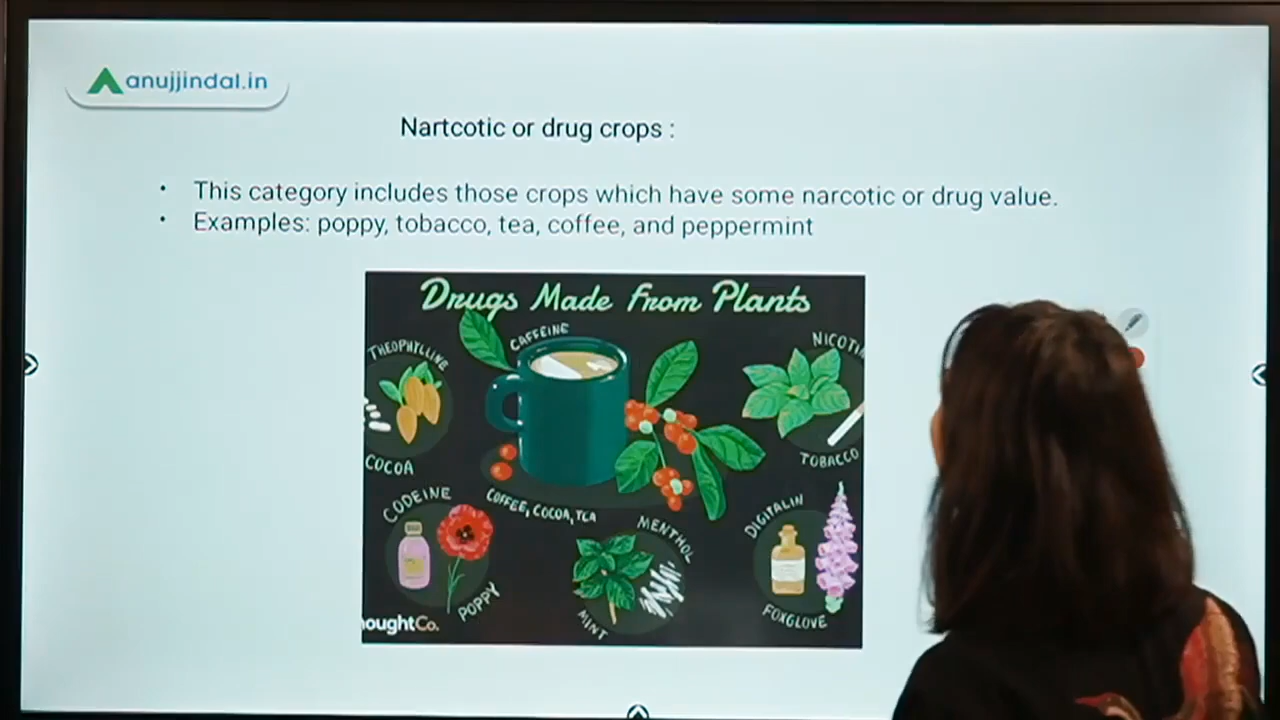 anujjindal.in
Nartcotic or drug crops :
• This category includes those crops which have some narcotic or drug value.
• Examples: poppy, tobacco, tea, coffee, and peppermint
Drugs Made from Plants
THEOPHYLLINE
COCOA
CAFFEINE
COFFEE, COCOA, TEA
NICOTI
TOBACCO
CODEINE
POPPY
MENTHOL
MINT
DIGITALIN
FOXGLOVE
oughtCo.